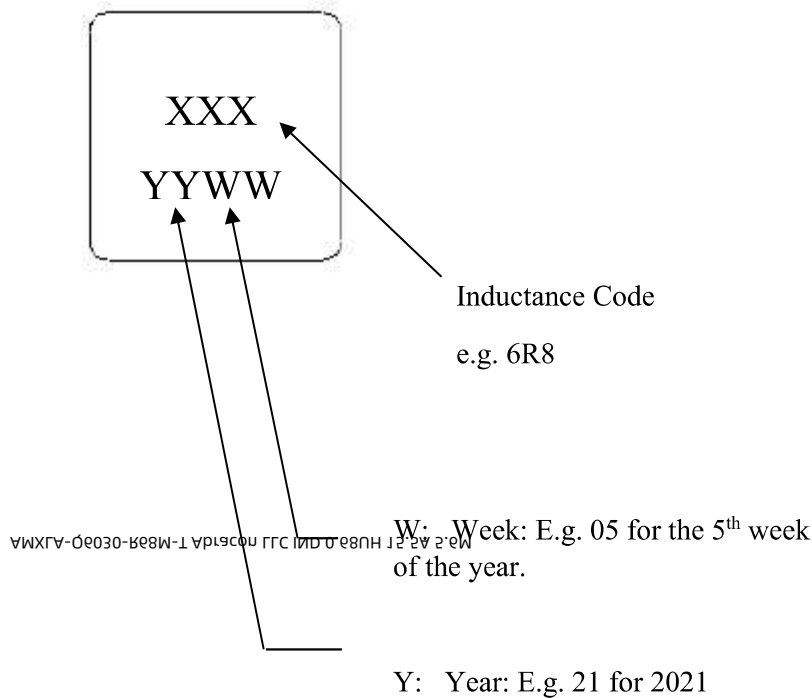 XXX
YYWW
Inductance Code
e.g. 6R8
W: Week: E.g. 05 for the 5th week
of the year.
AMXLA-Q6030-R68M-T Abracon LLC IND 0.68UH 15.5A 5.6M
Y: Year: E.g. 21 for 2021